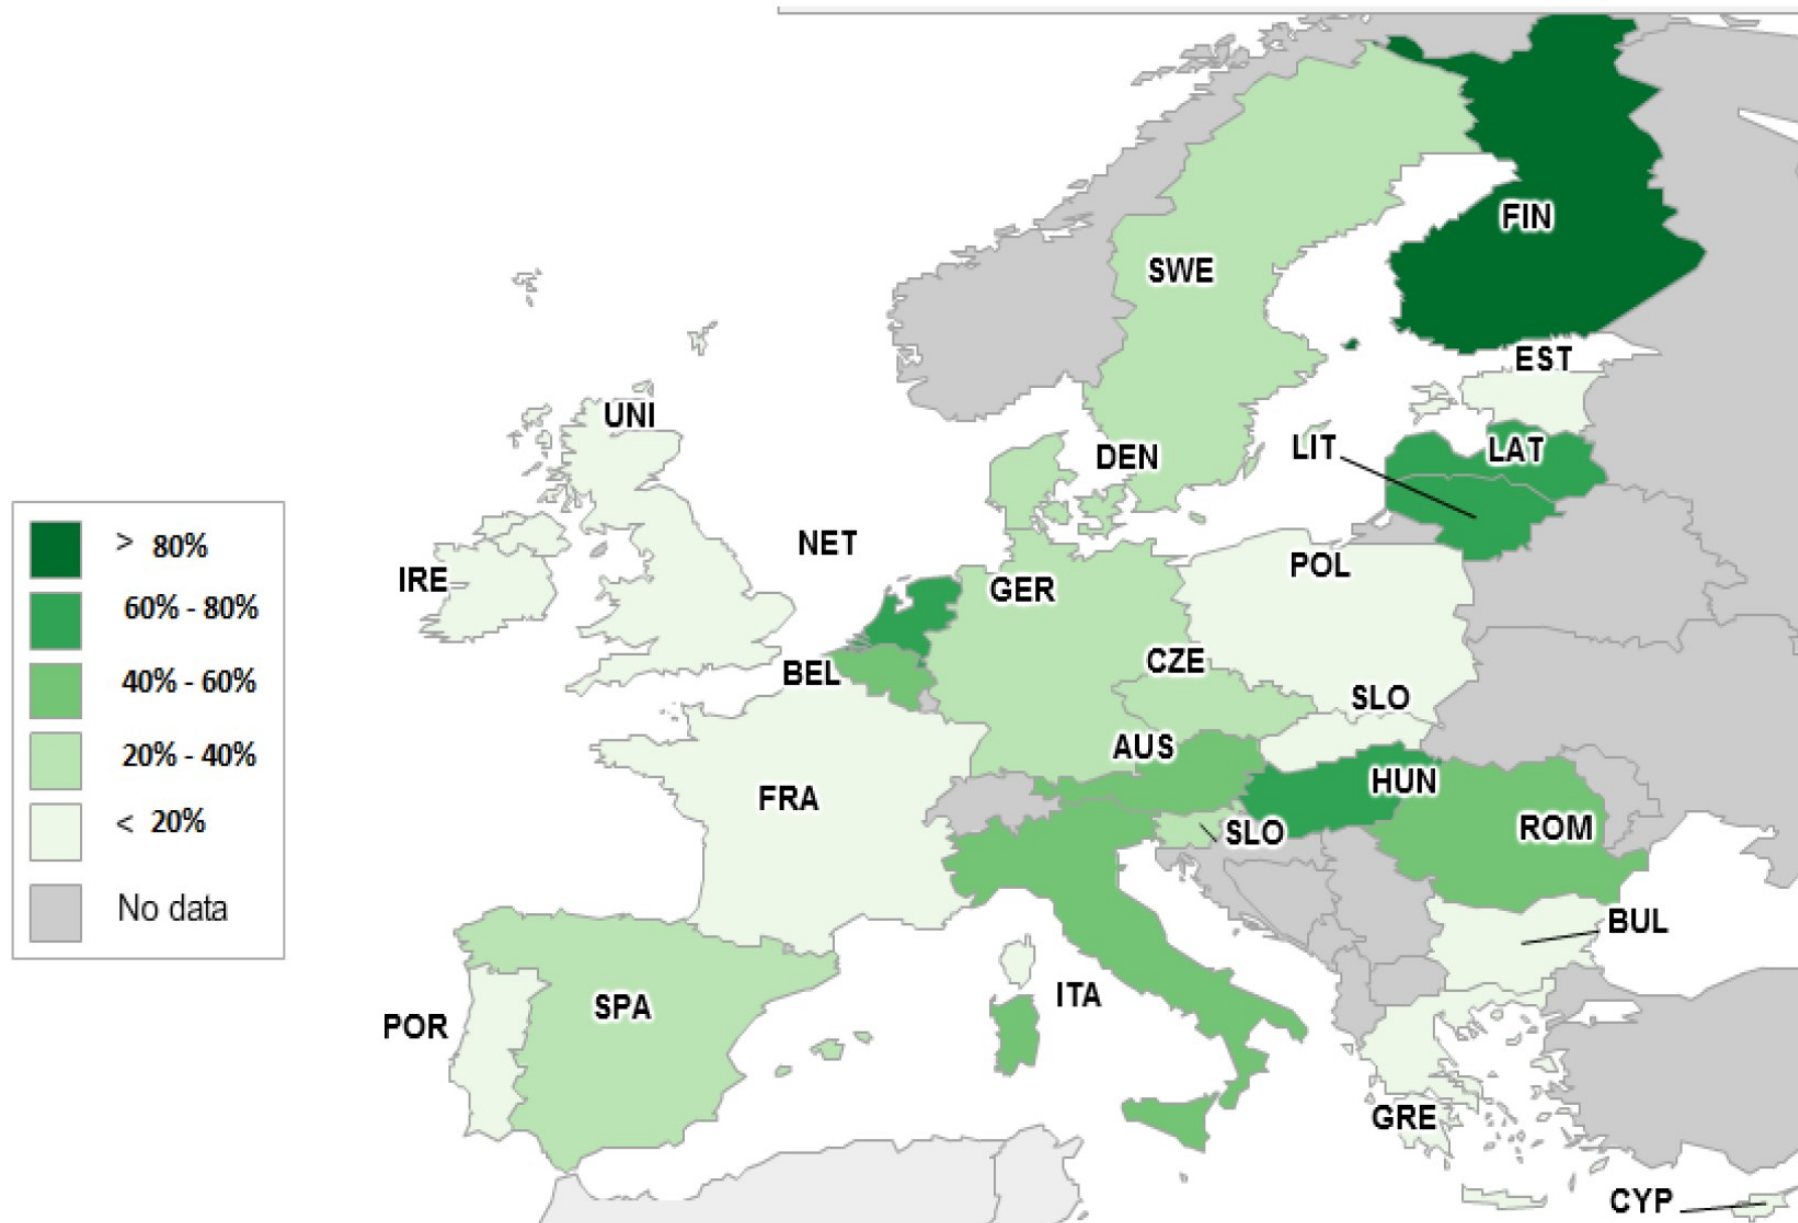 FIN
SWE
EST
UNI
LIT
LAT
DEN
NET
POL
IRE
GER
> 80%
60% - 80%
40% - 60%
20% - 40%
< 20%
No data
BEL
CZE
SLO
AUS
HUN
FRA
SLO
ROM
BUL
ITA
SPA
POR
GRE
CYP